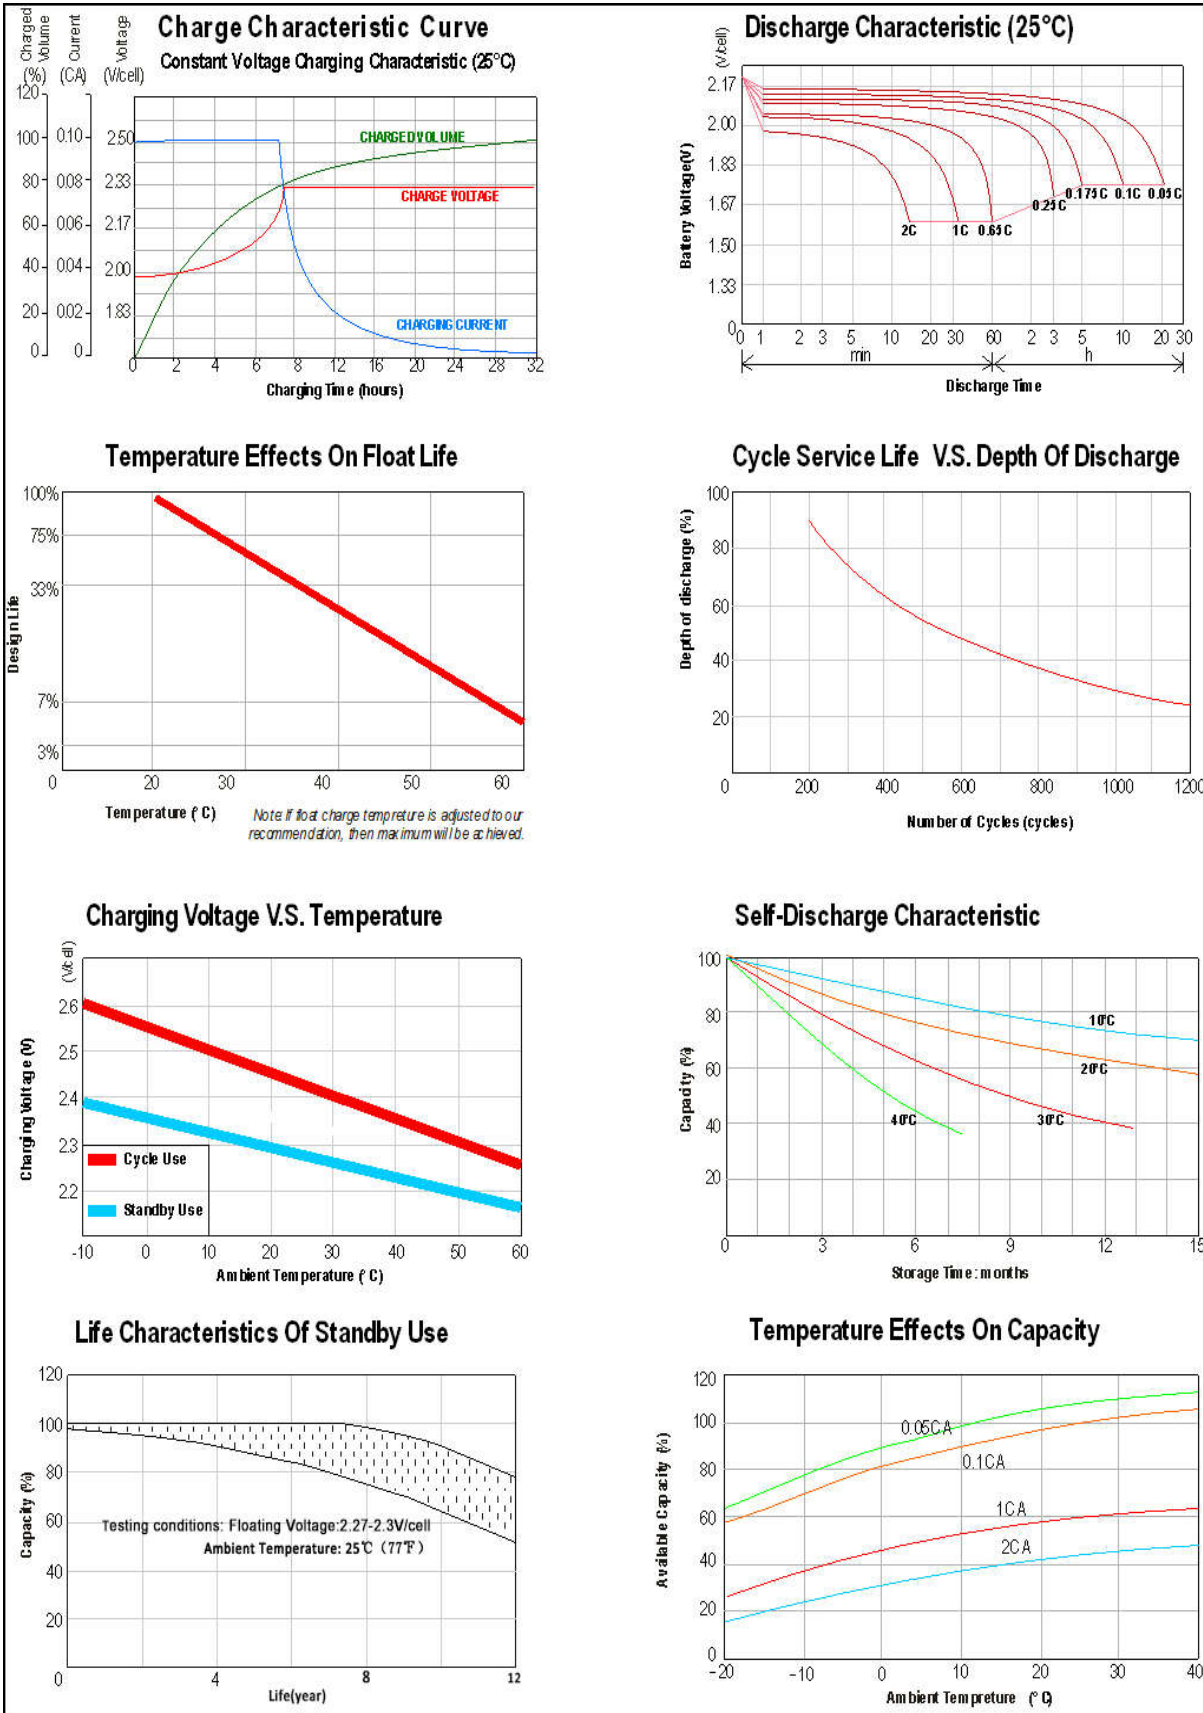 Charge Characteristic Curve
Constant Voltage Charging Characteristic (25°C)
Charged Volume (%)
Current (CA)
Voltage (V/cell)
120
100 0.10 2.50
80 0.08 2.33
60 0.06 2.17
40 0.04 2.00
20 0.02 1.83
0 0
CHARGED VOLUME
CHARGE VOLTAGE
CHARGING CURRENT
0 2 4 6 8 12 16 20 24 28 32
Charging Time (hours)
Discharge Characteristic (25°C)
(V/cell)
Battery Voltage(V)
2.17
2.00
1.83
1.67
1.50
1.33
0
2C 1C 0.65C 0.25C 0.175C 0.1C 0.05C
0 1 2 3 5 10 20 30 60 2 3 5 10 20 30
min h
Discharge Time
Temperature Effects On Float Life
Design Life
100%
75%
33%
7%
3%
0 20 30 40 50 60
Temperature (°C)
Note: If float charge tempreture is adjusted to our
recommendation, then maximum will be achieved.
Cycle Service Life V.S. Depth Of Discharge
Depth of discharge (%)
100
80
60
40
20
0
200 400 600 800 1000 1200
Number of Cycles (cycles)
Charging Voltage V.S. Temperature
(V/cell)
Charging Voltage (V)
2.6
2.5
2.4
2.3
2.2
Cycle Use
Standby Use
-10 0 10 20 30 40 50 60
Ambient Temperature (°C)
Self-Discharge Characteristic
Capacity (%)
100
80
60
40
20
10°C
20°C
30°C
40°C
0 3 6 9 12 15
Storage Time: months
Life Characteristics Of Standby Use
Capacity (%)
120
100
80
60
40
20
0 4 8 12
Testing conditions: Floating Voltage:2.27-2.3V/cell
Ambient Temperature: 25℃ (77℉)
Life(year)
Temperature Effects On Capacity
Available Capacity (%)
120
100
80
60
40
20
0
0.05CA
0.1CA
1CA
2CA
-20 -10 0 10 20 30 40
Ambient Tempreture (°C)